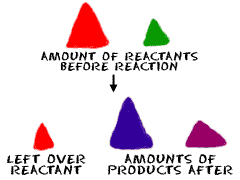 AMOUNT OF REACTANTS
BEFORE REACTION
LEFT OVER
REACTANT
AMOUNTS OF
PRODUCTS AFTER